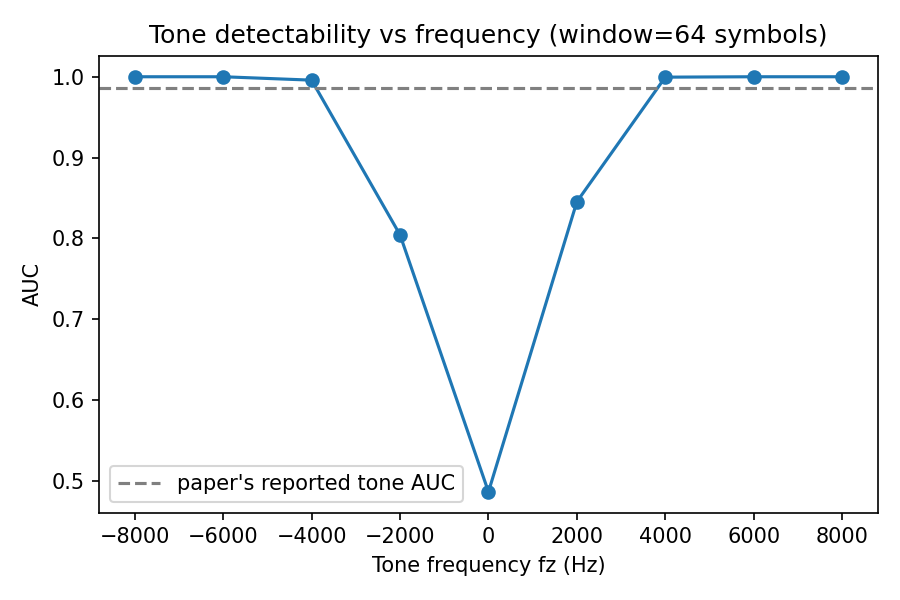 Tone detectability vs frequency (window=64 symbols)
1.0
0.9
0.8
0.7
0.6
0.5
AUC
paper's reported tone AUC
−8000 −6000 −4000 −2000 0 2000 4000 6000 8000
Tone frequency fz (Hz)